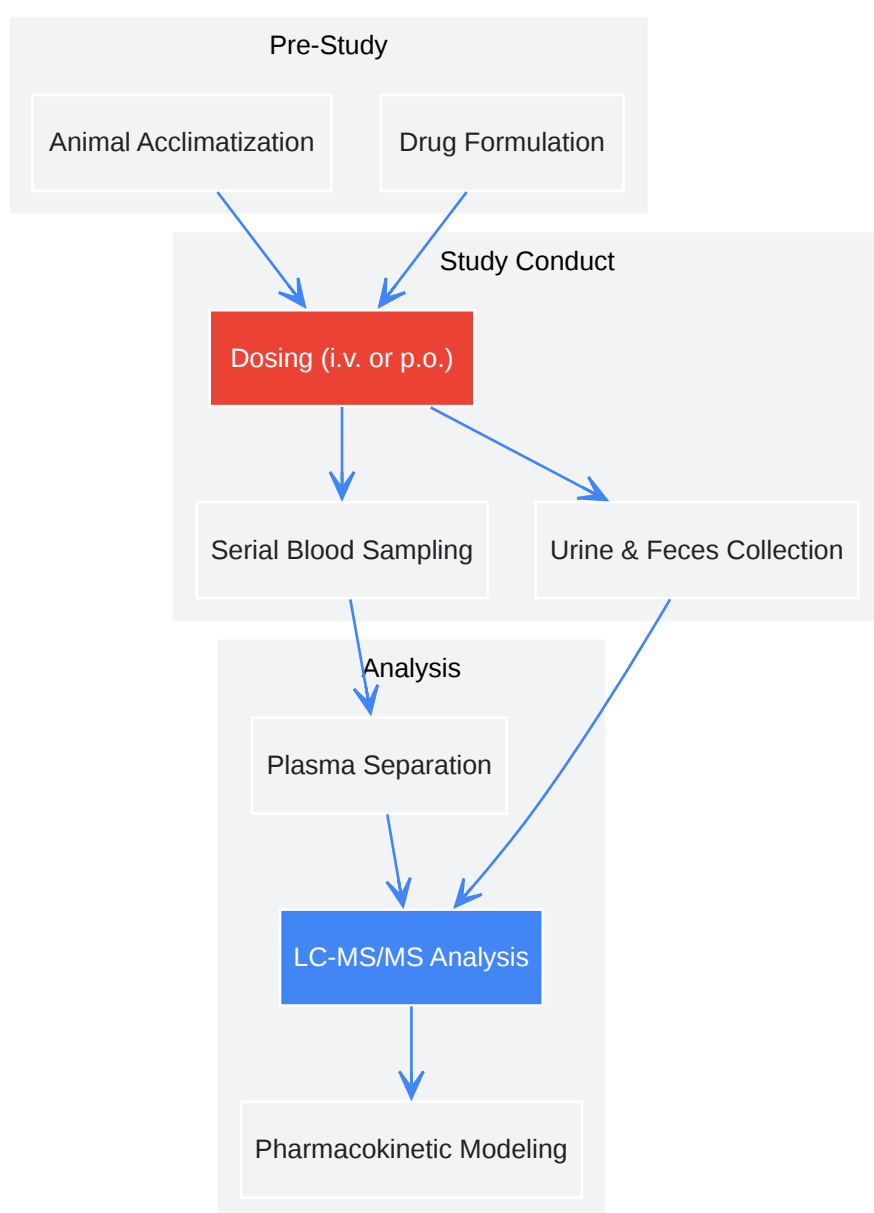 Pre-Study
Animal Acclimatization
Drug Formulation
Study Conduct
Dosing (i.v. or p.o.)
Serial Blood Sampling
Urine & Feces Collection
Analysis
Plasma Separation
LC-MS/MS Analysis
Pharmacokinetic Modeling